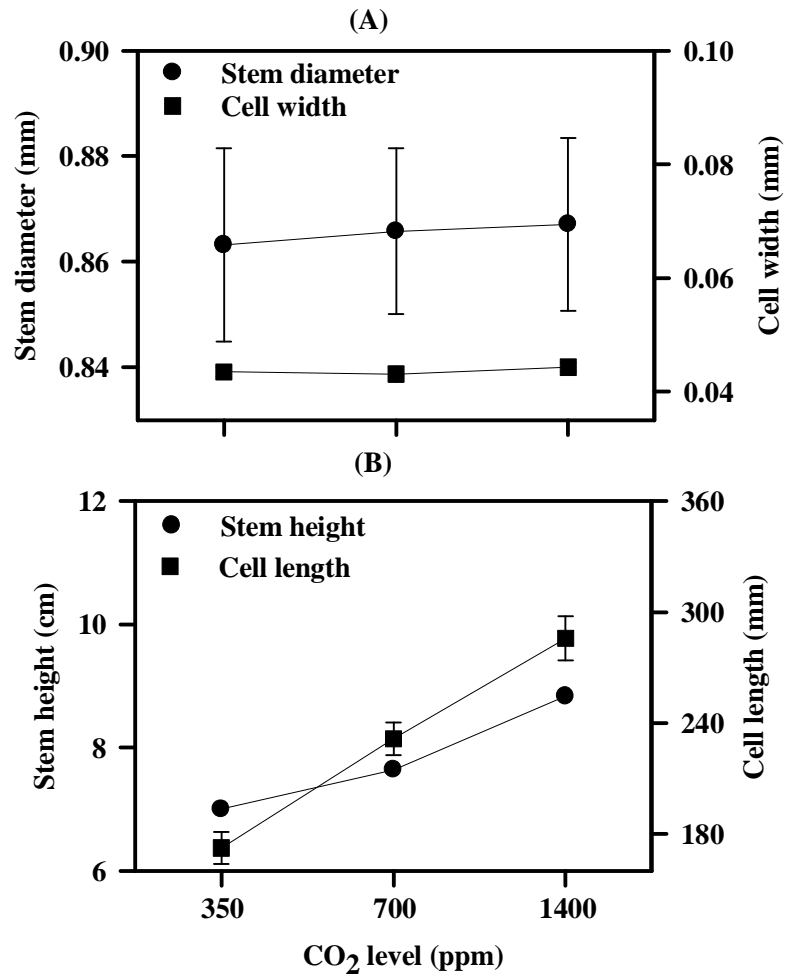 (A)
0.90
0.88
0.86
0.84
Stem diameter (mm)
Stem diameter
Cell width
0.10
0.08
0.06
0.04
Cell width (mm)
(B)
12
10
8
6
Stem height (cm)
Stem height
Cell length
360
300
240
180
Cell length (mm)
350 700 1400
CO2 level (ppm)